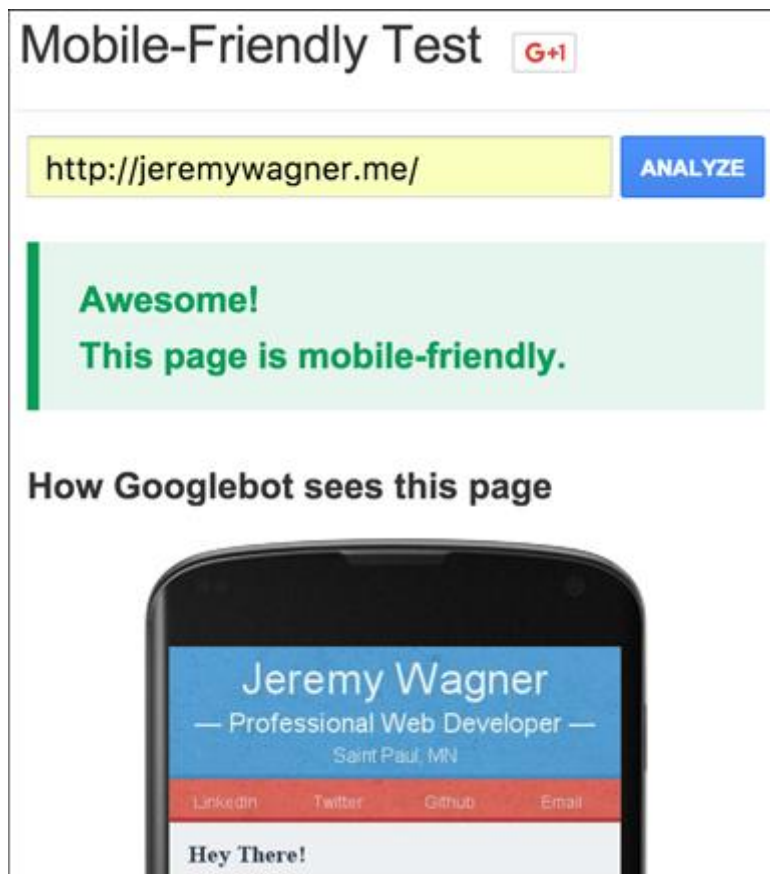 Mobile-Friendly Test G+1
http://jeremywagner.me/ ANALYZE
Awesome!
This page is mobile-friendly.
How Googlebot sees this page
Jeremy Wagner
— Professional Web Developer —
Saint Paul, MN
LinkedIn Twitter Github Email
Hey There!